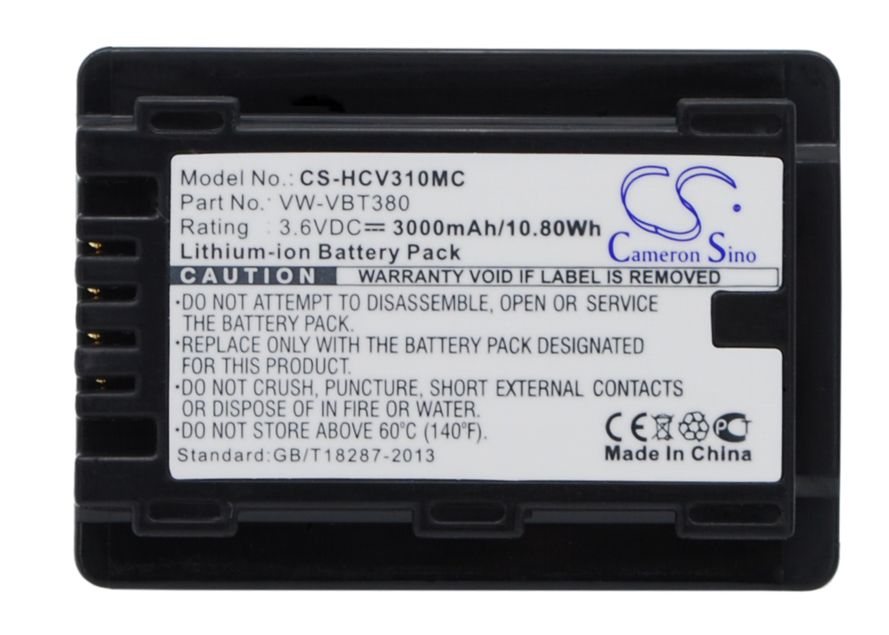 Model No.: CS-HCV310MC
Part No.: VW-VBT380
Rating : 3.6VDC⎓ 3000mAh/10.80Wh
Lithium-ion Battery Pack
CS
Cameron Sino
CAUTION WARRANTY VOID IF LABEL IS REMOVED
·DO NOT ATTEMPT TO DISASSEMBLE, OPEN OR SERVICE
THE BATTERY PACK.
·REPLACE ONLY WITH THE BATTERY PACK DESIGNATED
FOR THIS PRODUCT.
·DO NOT CRUSH, PUNCTURE, SHORT EXTERNAL CONTACTS
OR DISPOSE OF IN FIRE OR WATER.
·DO NOT STORE ABOVE 60°C (140°F).
Standard:GB/T18287-2013
CE PCT
Made In China